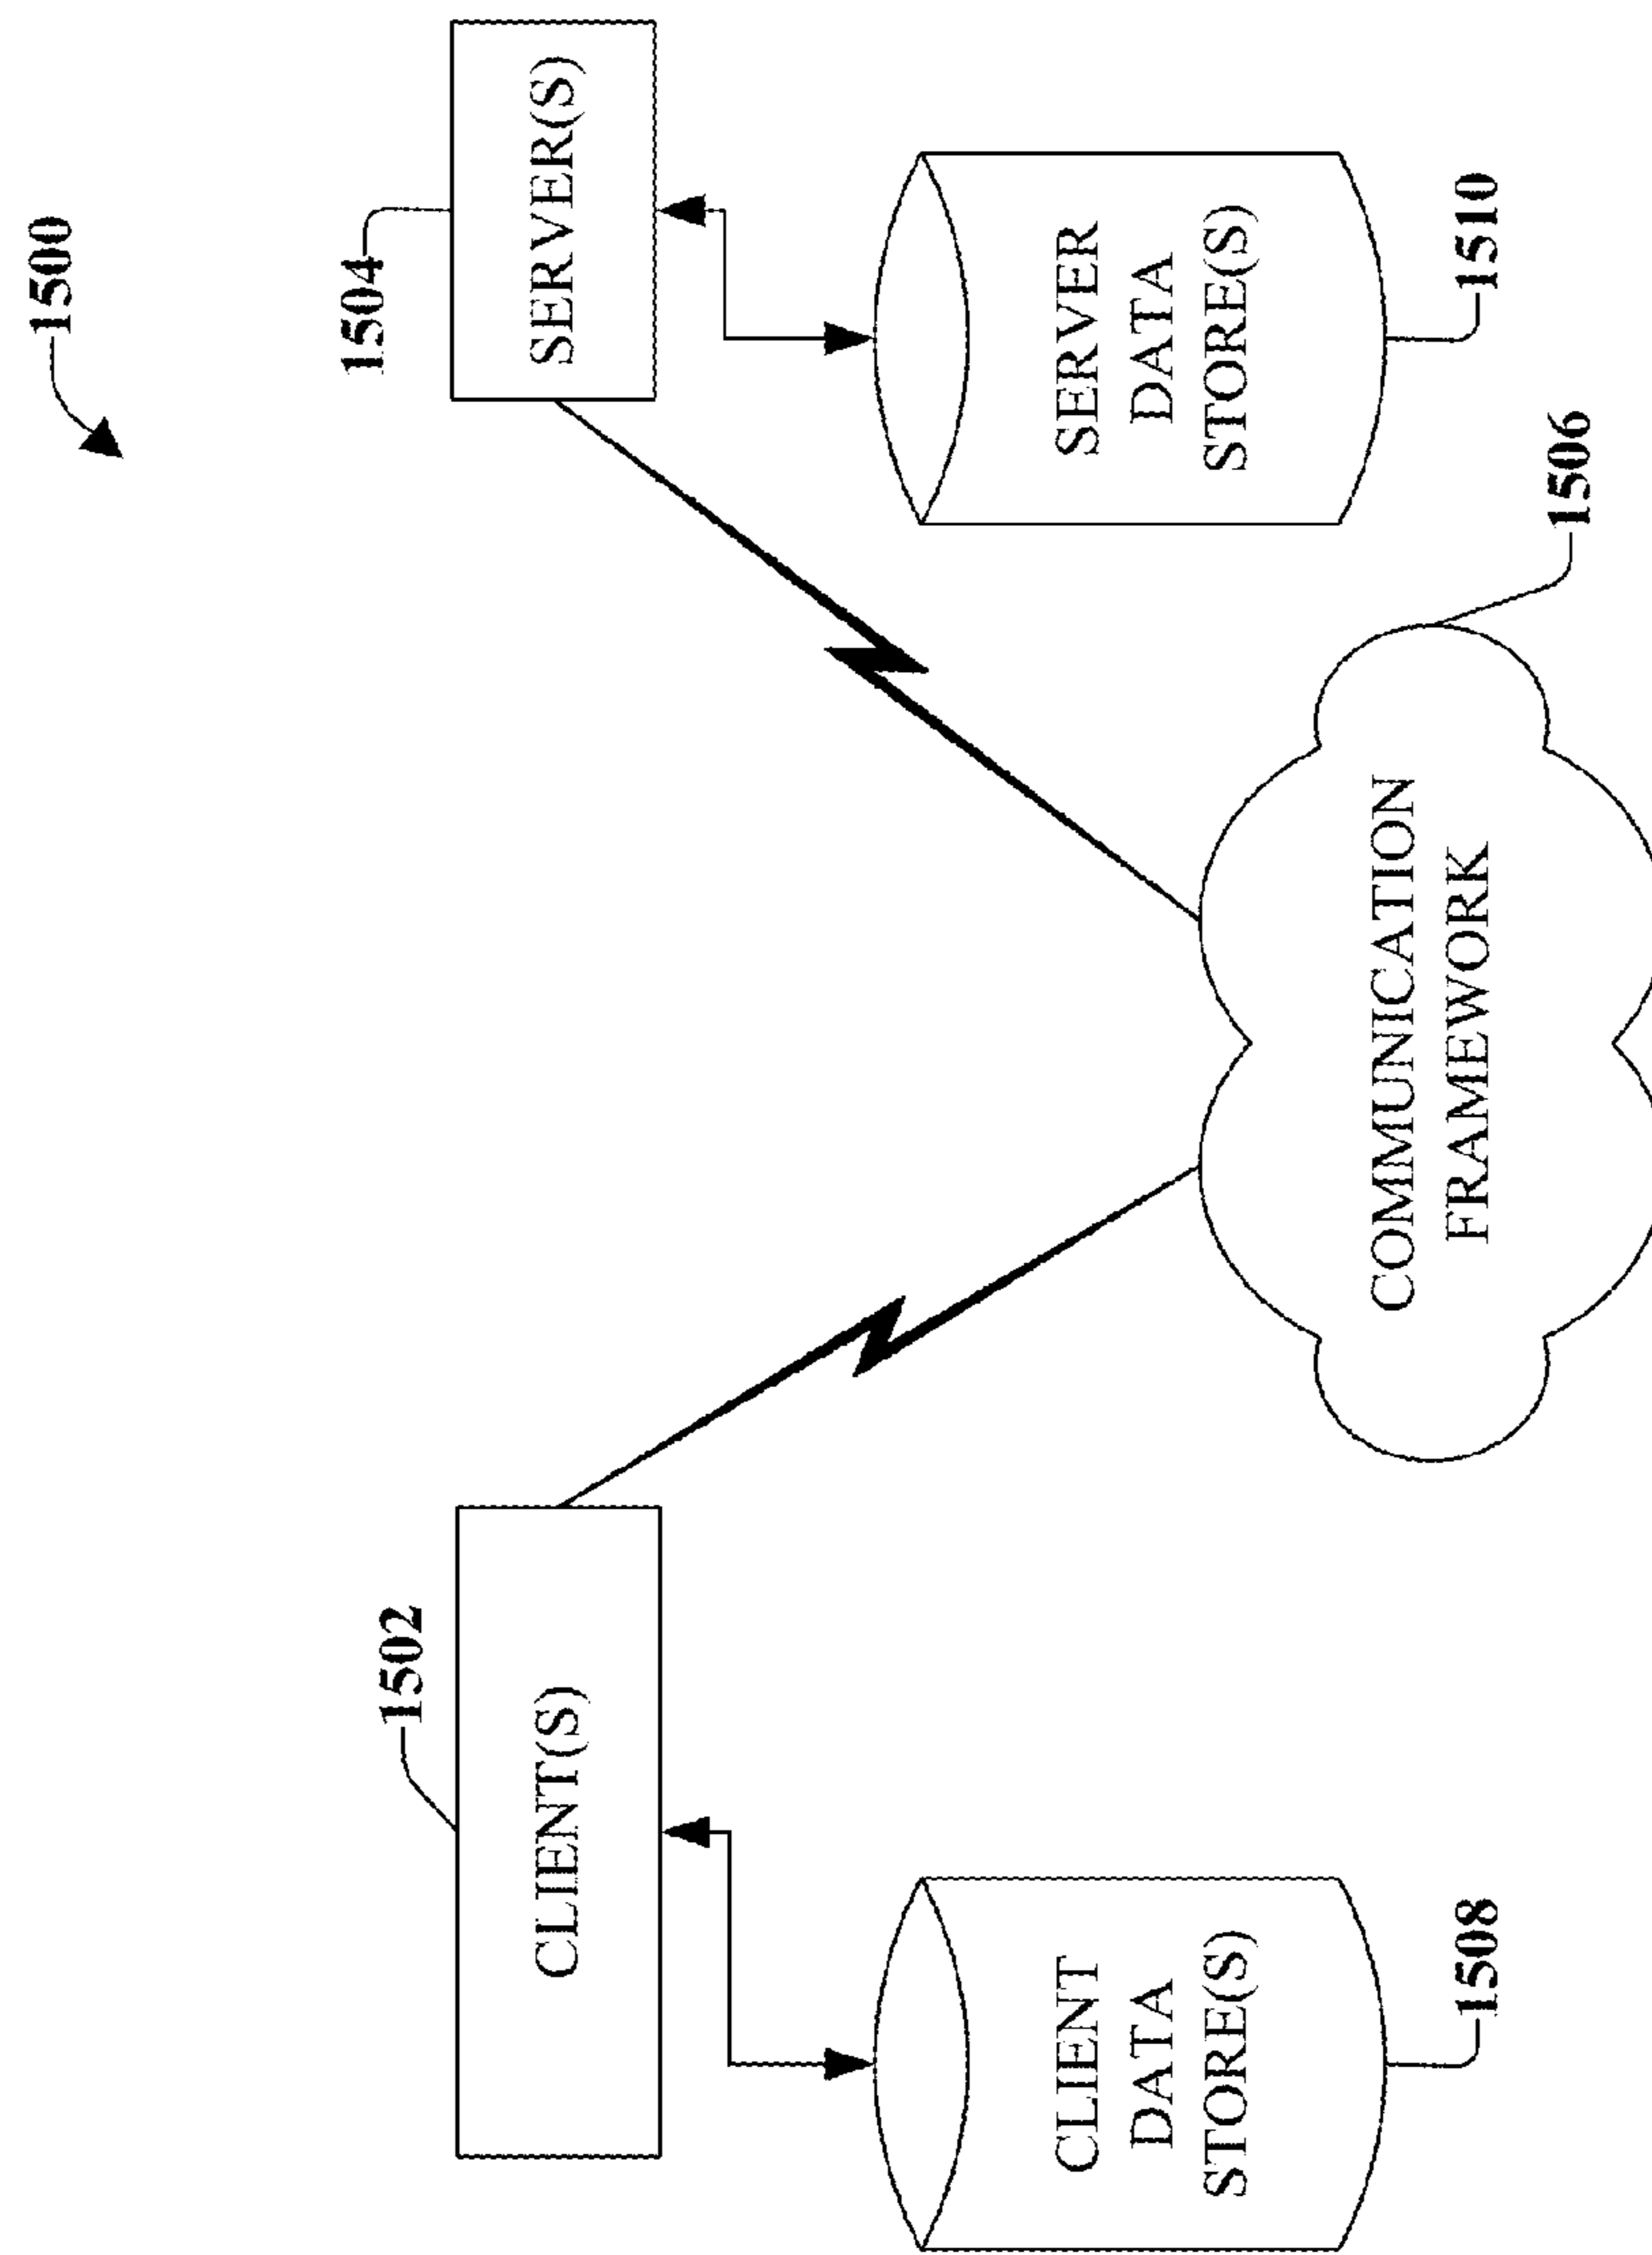 1500
1502
1504
CLIENT(S)
SERVER(S)
CLIENT
DATA
STORE(S)
SERVER
DATA
STORE(S)
COMMUNICATION
FRAMEWORK
1508
1510
1506